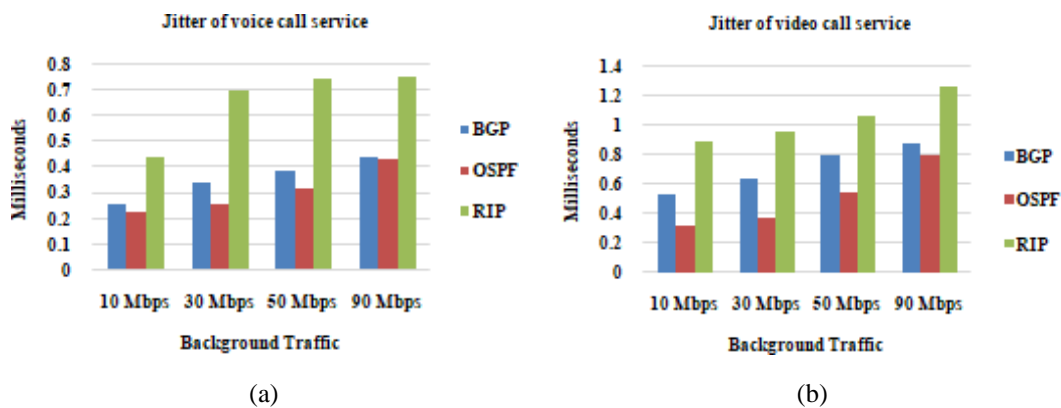 Jitter of voice call service
0.8
0.7
0.6
0.5
0.4
0.3
0.2
0.1
0
Milliseconds
10 Mbps 30 Mbps 50 Mbps 90 Mbps
Background Traffic
BGP
OSPF
RIP
(a)
Jitter of video call service
1.4
1.2
1
0.8
0.6
0.4
0.2
0
Milliseconds
10 Mbps 30 Mbps 50 Mbps 90 Mbps
Background Traffic
BGP
OSPF
RIP
(b)